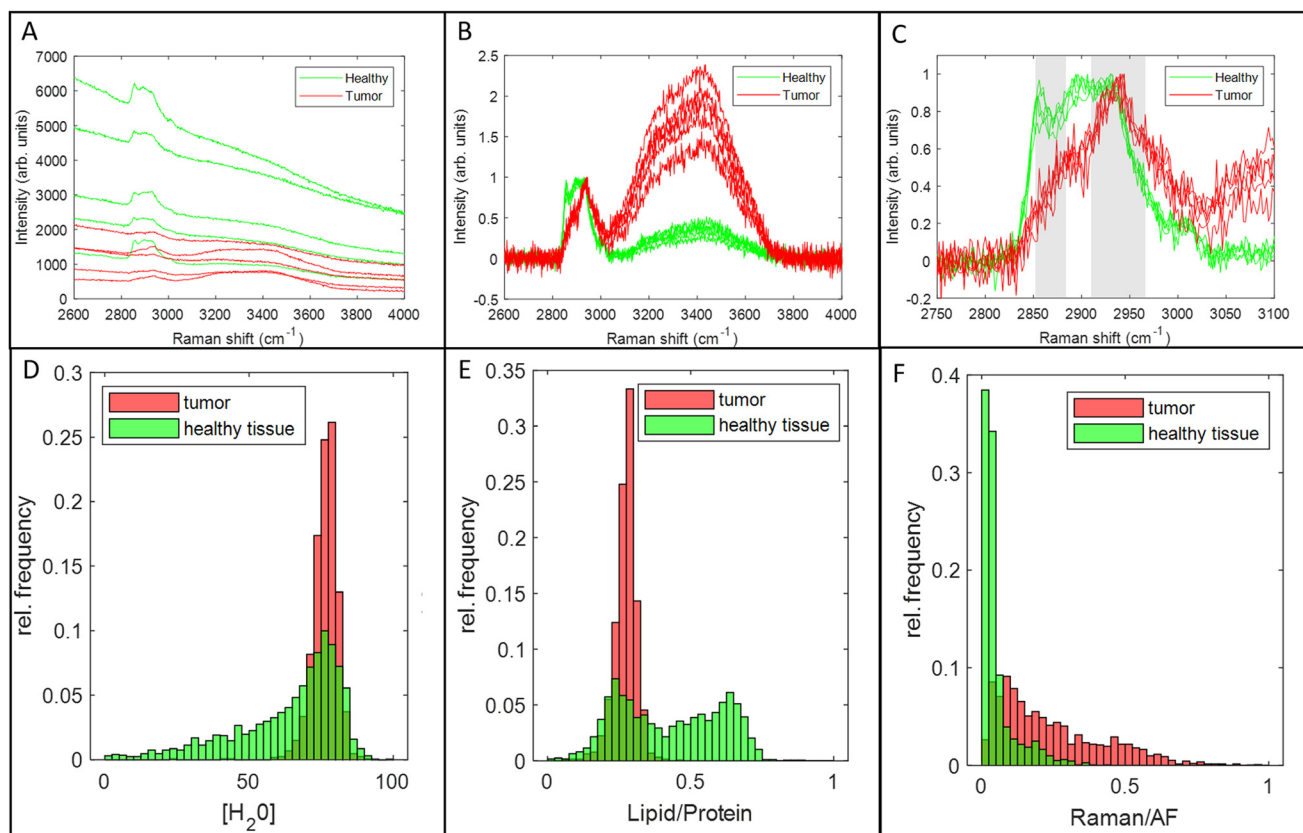 A
7000
6000
5000
4000
3000
2000
1000
0
Intensity (arb. units)
Healthy
Tumor
2600 2800 3000 3200 3400 3600 3800 4000
Raman shift (cm-1)
B
2.5
2
1.5
1
0.5
0
-0.5
Intensity (arb. units)
Healthy
Tumor
2600 2800 3000 3200 3400 3600 3800 4000
Raman shift (cm-1)
C
1
0.8
0.6
0.4
0.2
0
-0.2
Intensity (arb. units)
Healthy
Tumor
2750 2800 2850 2900 2950 3000 3050 3100
Raman shift (cm-1)
D
0.3
0.25
0.2
0.15
0.1
0.05
0
rel. frequency
tumor
healthy tissue
0 50 100
[H20]
E
0.35
0.3
0.25
0.2
0.15
0.1
0.05
0
rel. frequency
tumor
healthy tissue
0 0.5 1
Lipid/Protein
F
0.4
0.3
0.2
0.1
0
rel. frequency
tumor
healthy tissue
0 0.5 1
Raman/AF